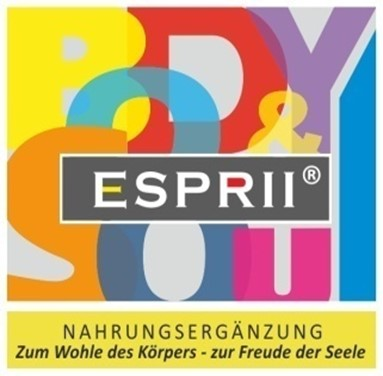 BODY
&
SOUL
ESPRII®
NAHRUNGSERGÄNZUNG
Zum Wohle des Körpers - zur Freude der Seele